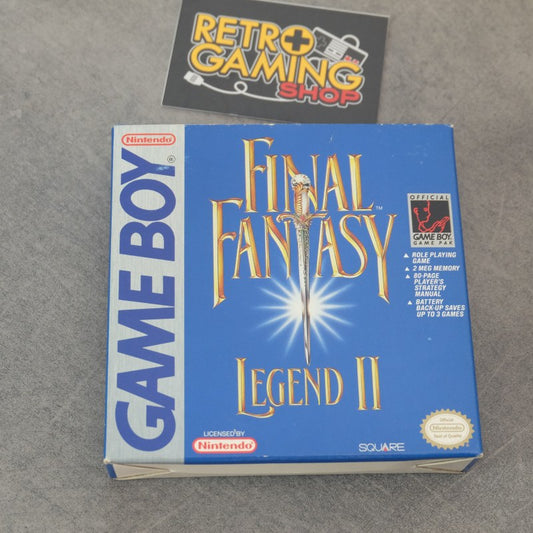 RETRO
GAMING
SHOP
Nintendo
®
GAME BOY
FINAL
FANTASY
™
LEGEND II
OFFICIAL
GAME BOY
GAME PAK
▲ ROLE PLAYING
GAME
▲ 2 MEG MEMORY
▲ 80-PAGE
PLAYER'S
STRATEGY
MANUAL
▲ BATTERY
BACK-UP SAVES
UP TO 3 GAMES
LICENSED BY
Nintendo
SQUARE
Official
Nintendo
Seal of Quality